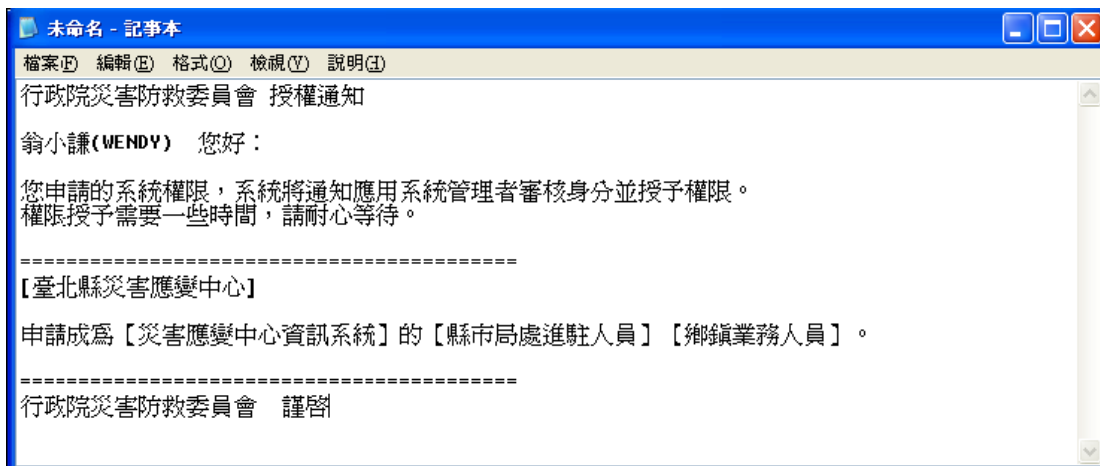 未命名 - 記事本
檔案(F) 編輯(E) 格式(O) 檢視(V) 說明(H)
行政院災害防救委員會 授權通知
翁小謙(WENDY) 您好：
您申請的系統權限，系統將通知應用系統管理者審核身分並授予權限。
權限授予需要一些時間，請耐心等待。
===========================================
[臺北縣災害應變中心]
申請成為【災害應變中心資訊系統】的【縣市局處進駐人員】【鄉鎮業務人員】。
===========================================
行政院災害防救委員會 謹啟